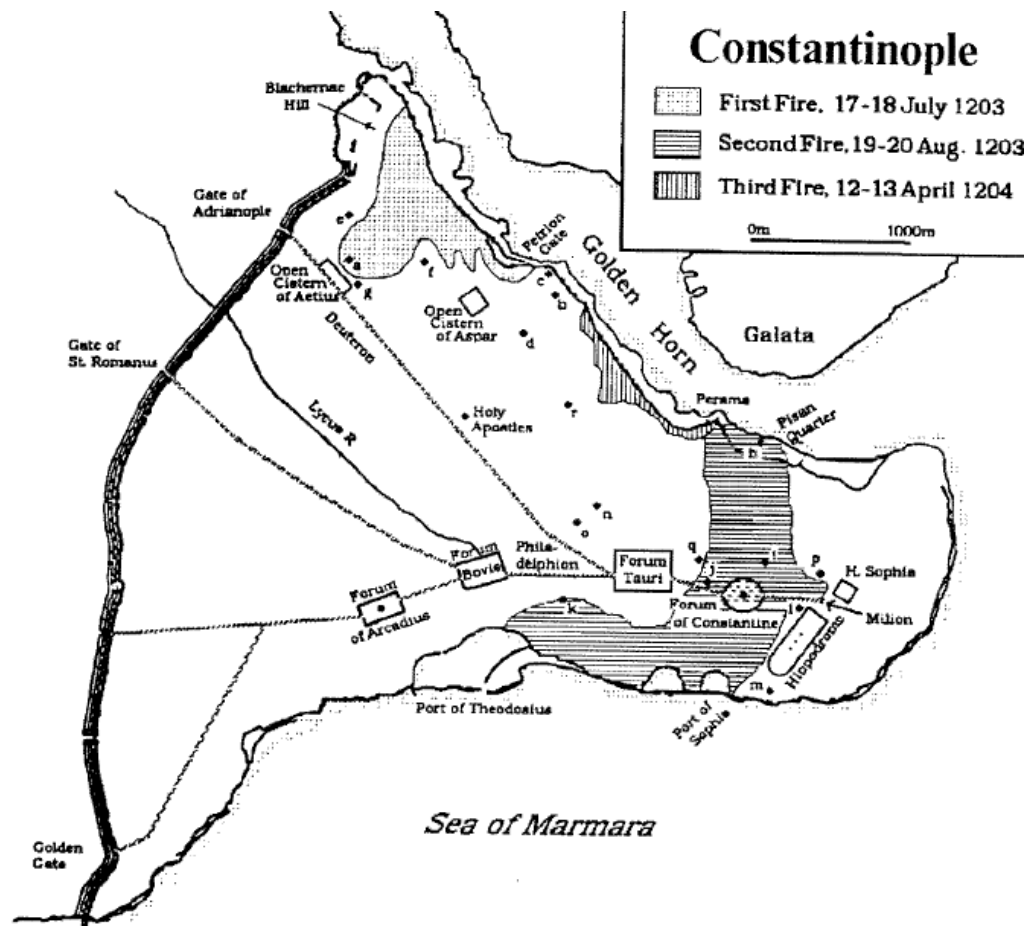 Constantinople
First Fire, 17-18 July 1203
Second Fire, 19-20 Aug. 1203
Third Fire, 12-13 April 1204
0m 1000m
Blachernae
Hill
Gate of
Adrianople
e
a
g
f
Open
Cistern
of Aetius
Petrion
Gate
c
b
Golden
Horn
Open
Cistern
of Aspar
d
Deuteron
Galata
Gate of
St. Romanus
Lycus R
Holy
Apostles
r
Perama
Pisan
Quarter
h
n
o
Forum
Bovis
Phila-
delphion
Forum
Tauri
q
j
i
p
H. Sophia
Forum
of Arcadius
k
Forum
of Constantine
l
Milion
Hippodrome
m
Port of Theodosius
Port of
Sophia
Sea of Marmara
Golden
Gate